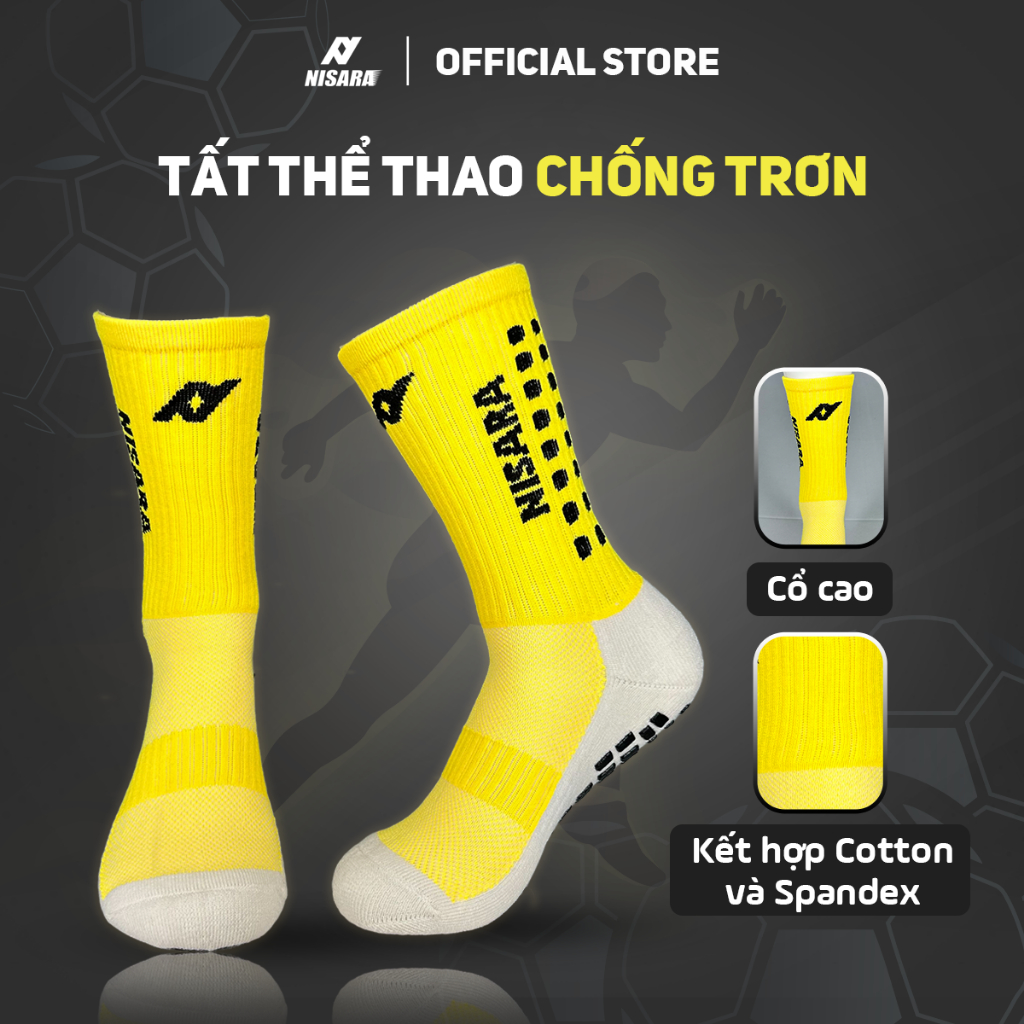 NISARA
OFFICIAL STORE
TẤT THỂ THAO CHỐNG TRƠN
NISARA
NISARA
Cổ cao
Kết hợp Cotton
và Spandex